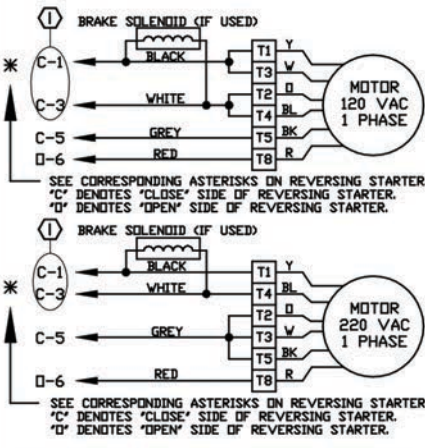 1 BRAKE SOLENOID (IF USED)
* C-1 BLACK T1 Y
T3 W
C-3 WHITE T2 O
T4 BL
C-5 GREY T5 BK
O-6 RED T8 R
MOTOR
120 VAC
1 PHASE
SEE CORRESPONDING ASTERISKS ON REVERSING STARTER
"C" DENOTES "CLOSE" SIDE OF REVERSING STARTER.
"O" DENOTES "OPEN" SIDE OF REVERSING STARTER.
1 BRAKE SOLENOID (IF USED)
* C-1 BLACK T1 Y
C-3 WHITE T4 BL
T2 O
C-5 GREY T3 W
T5 BK
O-6 RED T8 R
MOTOR
220 VAC
1 PHASE
SEE CORRESPONDING ASTERISKS ON REVERSING STARTER
"C" DENOTES "CLOSE" SIDE OF REVERSING STARTER.
"O" DENOTES "OPEN" SIDE OF REVERSING STARTER.